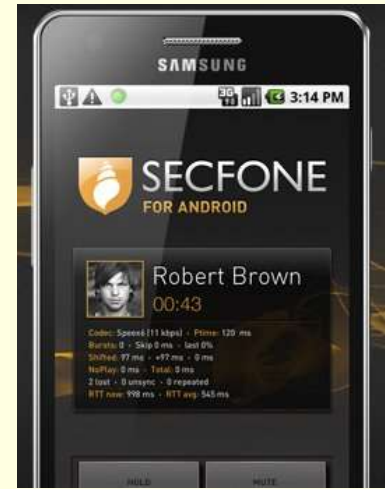 SAMSUNG
3G
3:14 PM
SECFONE
FOR ANDROID
Robert Brown
00:43
Codec: Speex6 (11 kbps) - Ptime: 120 ms
Bursts: 0 - Skip 0 ms - last 0%
Shifted: 97 ms - +97 ms - 0 ms
NoPlay: 0 ms - Total: 0 ms
2 lost - 0 unsync - 0 repeated
RTT now: 998 ms - RTT avg: 545 ms
HOLD MUTE